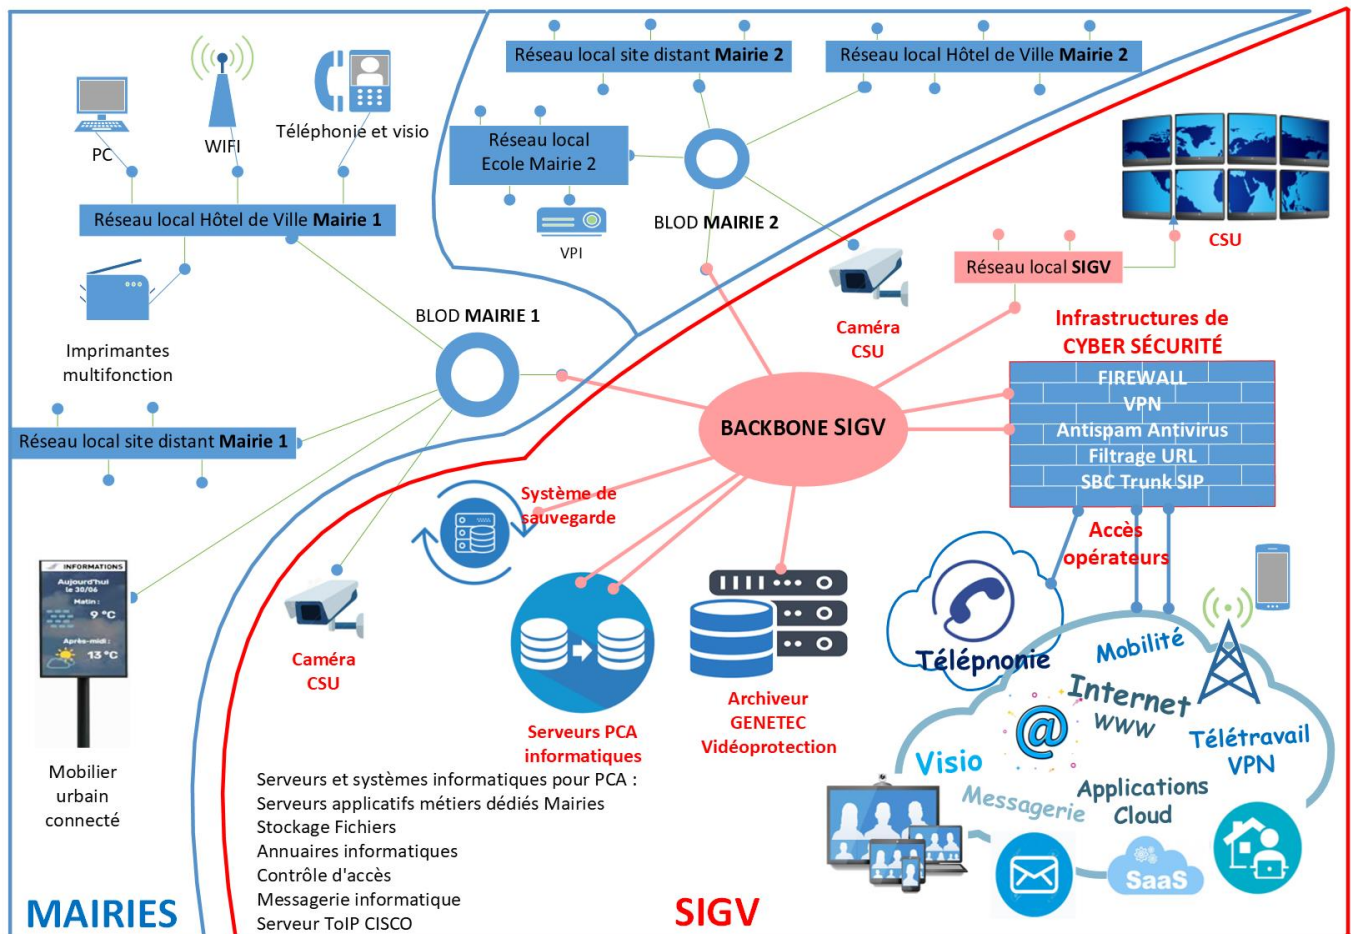 Réseau local site distant Mairie 2
Réseau local Hôtel de Ville Mairie 2
PC
WIFI
Téléphonie et visio
Réseau local
Ecole Mairie 2
Réseau local Hôtel de Ville Mairie 1
BLOD MAIRIE 2
VPI
CSU
Réseau local SIGV
Imprimantes
multifonction
BLOD MAIRIE 1
Caméra
CSU
Infrastructures de
CYBER SÉCURITÉ
FIREWALL
VPN
Antispam Antivirus
Filtrage URL
SBC Trunk SIP
BACKBONE SIGV
Réseau local site distant Mairie 1
Système de
sauvegarde
Accès
opérateurs
INFORMATIONS
Aujourd'hui
le 30/06
Matin :
9 °C
Après-midi :
13 °C
Mobilier
urbain
connecté
Caméra
CSU
Serveurs PCA
informatiques
Archiveur
GENETEC
Vidéoprotection
Télépnonie
Mobilité
Internet
www
@
Télétravail
VPN
Visio
Messagerie
Applications
Cloud
SaaS
Serveurs et systèmes informatiques pour PCA :
Serveurs applicatifs métiers dédiés Mairies
Stockage Fichiers
Annuaires informatiques
Contrôle d'accès
Messagerie informatique
Serveur ToIP CISCO
MAIRIES
SIGV